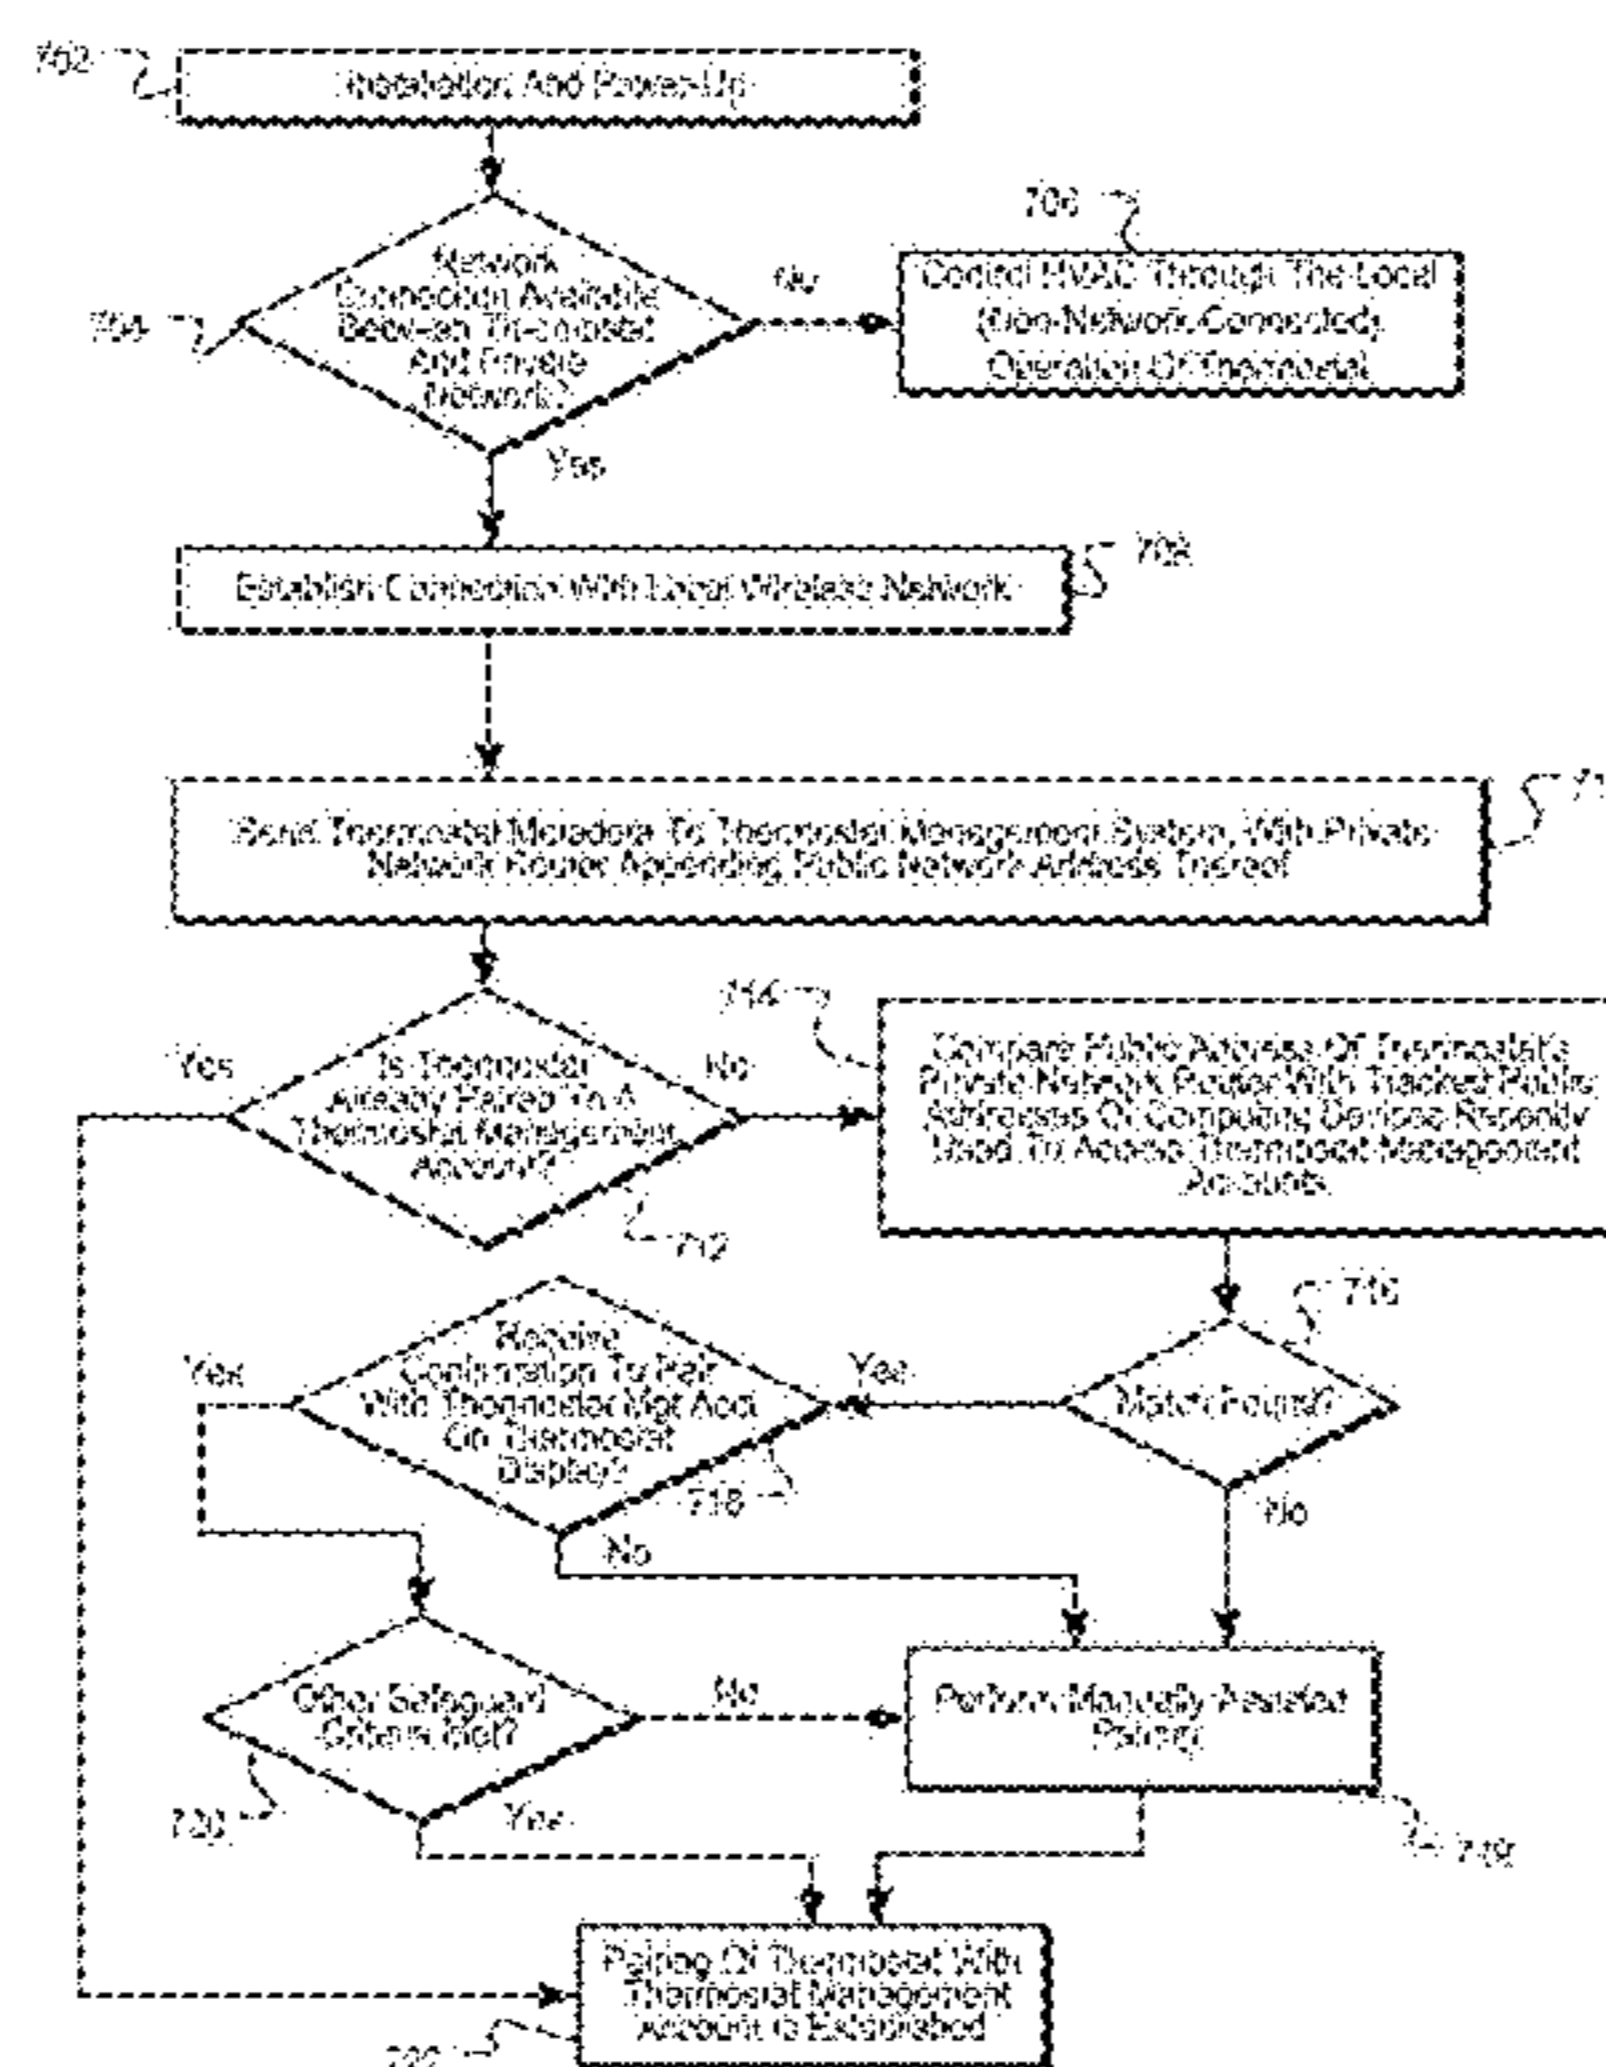 702
Installation And Power-Up
Network
Connection Available
Between Thermostat
And Private
Network?
704
No
706
Control HVAC Through The Local
(Non-Network-Connected)
Operation Of Thermostat
Yes
Establish Connection With Local Wireless Network
708
Send Thermostat Metadata To Thermostat Management System, With Private
Network Router Appending Public Network Address Thereof
71
Is Thermostat
Already Paired To A
Thermostat Management
Account?
Yes
No
712
714
Compare Public Address Of Thermostat's
Private Network Router With Tracked Public
Addresses Of Computing Devices Recently
Used To Access Thermostat Management
Accounts
716
Match Found?
Yes
No
Require
Confirmation To Pair
With Thermostat Mgt Acct
On Thermostat
Display?
718
Yes
No
Other Safeguard
Criteria Met?
720
No
Yes
Perform Manually Assisted
Pairing
719
Pairing Of Thermostat With
Thermostat Management
Account Is Established
722